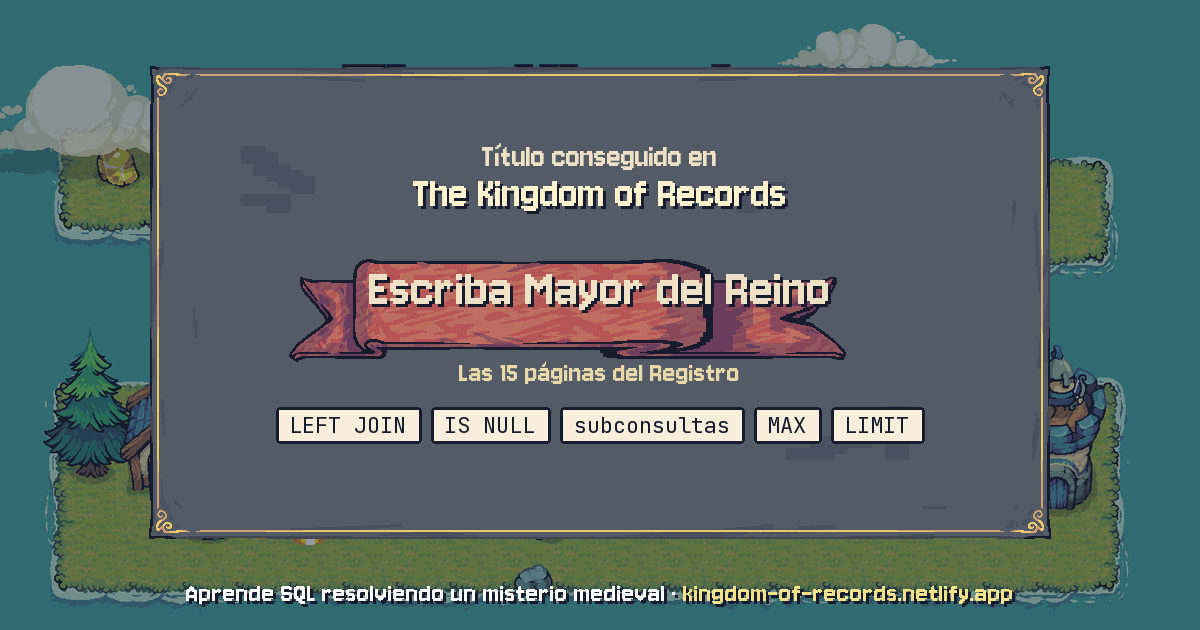 Título conseguido en
The Kingdom of Records
Escriba Mayor del Reino
Las 15 páginas del Registro
LEFT JOIN IS NULL subconsultas MAX LIMIT
Aprende SQL resolviendo un misterio medieval · kingdom-of-records.netlify.app